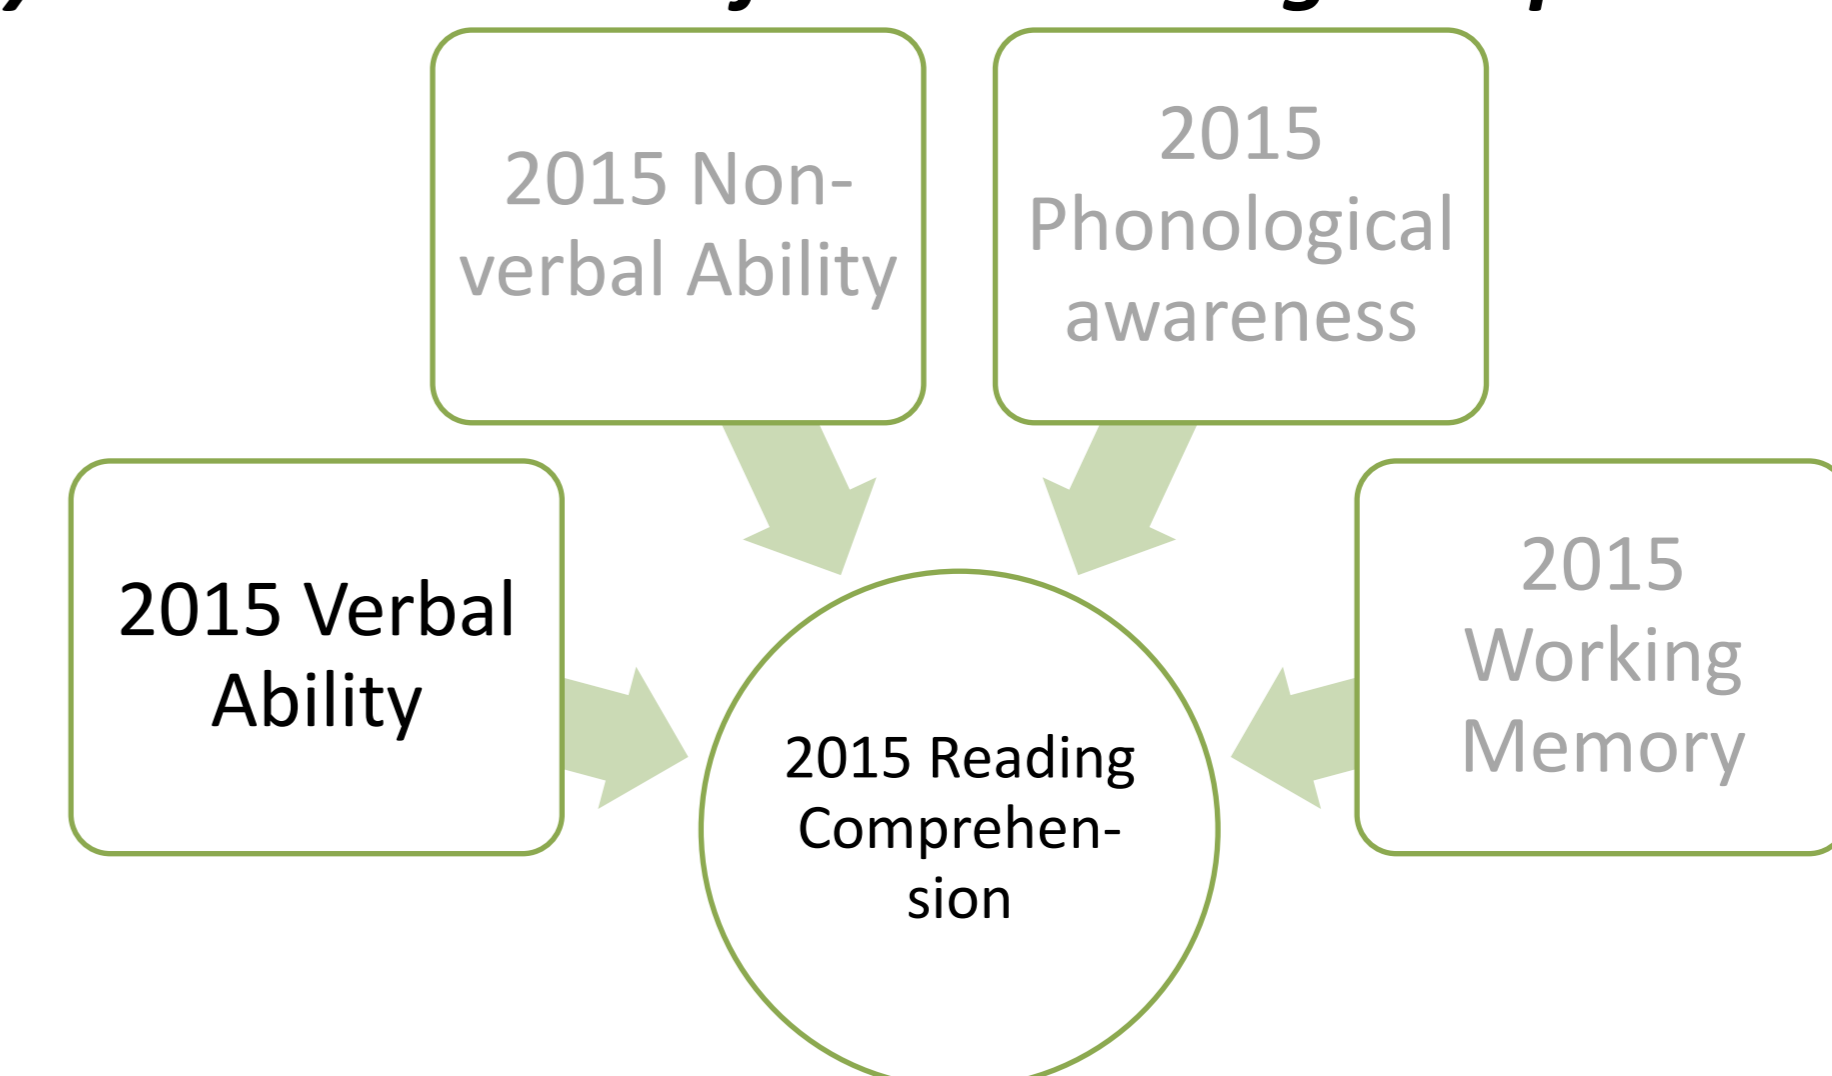 2015 Non-
verbal Ability
2015
Phonological
awareness
2015 Verbal
Ability
2015 Reading
Comprehen-
sion
2015
Working
Memory